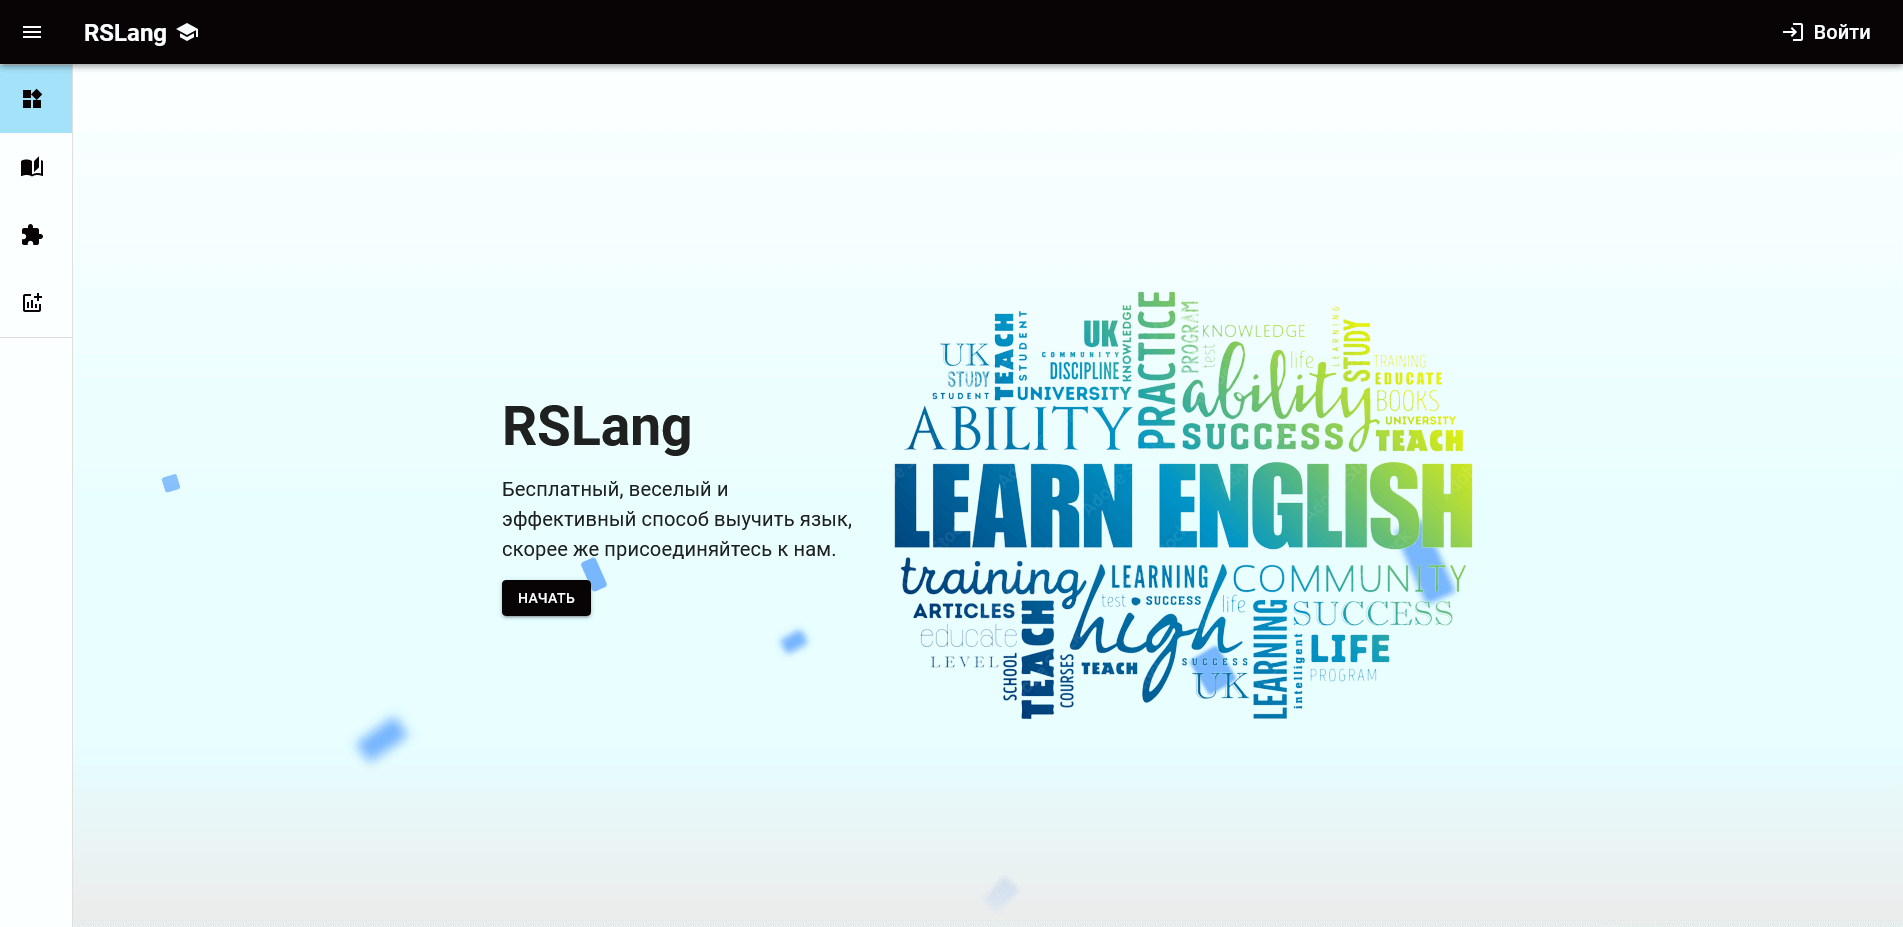 RSLang
Войти
RSLang
Бесплатный, веселый и
эффективный способ выучить язык,
скорее же присоединяйтесь к нам.
НАЧАТЬ
PRACTICE
PROGRAM
KNOWLEDGE
LEARNING
STUDY
UK
TEACH
STUDENT
UK
COMMUNITY
KNOWLEDGE
test
life
TRAINING
STUDY
DISCIPLINE
ability
EDUCATE
STUDENT
UNIVERSITY
BOOKS
ABILITY
SUCCESS
UNIVERSITY
TEACH
LEARN ENGLISH
training
LEARNING
COMMUNITY
ARTICLES
test
SUCCESS
life
SUCCESS
educate
TEACH
high
LEARNING
LIFE
LEVEL
SCHOOL
COURSES
TEACH
SUCCESS
intelligent
PROGRAM
UK